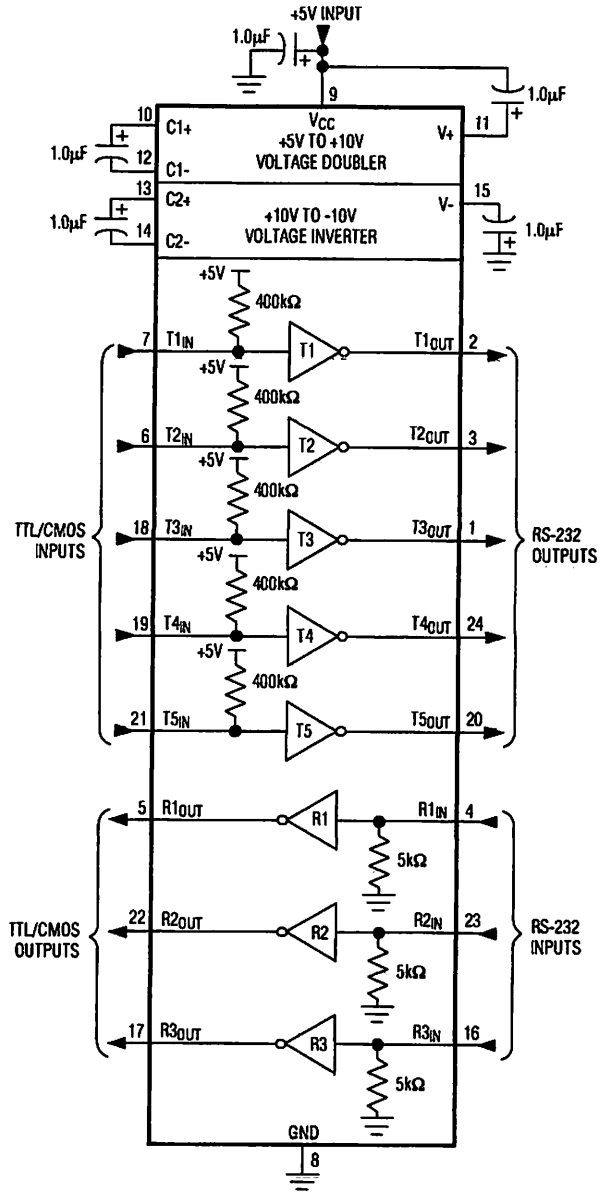 +5V INPUT
1.0µF
+
9
1.0µF
+
10
C1+
VCC
+5V TO +10V
VOLTAGE DOUBLER
V+
11
1.0µF
+
12
C1-
13
C2+
+10V TO -10V
VOLTAGE INVERTER
V-
15
1.0µF
+
14
C2-
1.0µF
+
+5V
400kΩ
7
T1IN
T1
T1OUT
2
+5V
400kΩ
6
T2IN
T2
T2OUT
3
+5V
400kΩ
TTL/CMOS
INPUTS
18
T3IN
T3
T3OUT
1
RS-232
OUTPUTS
+5V
400kΩ
19
T4IN
T4
T4OUT
24
+5V
400kΩ
21
T5IN
T5
T5OUT
20
5
R1OUT
R1
R1IN
4
5kΩ
TTL/CMOS
OUTPUTS
22
R2OUT
R2
R2IN
23
RS-232
INPUTS
5kΩ
17
R3OUT
R3
R3IN
16
5kΩ
GND
8